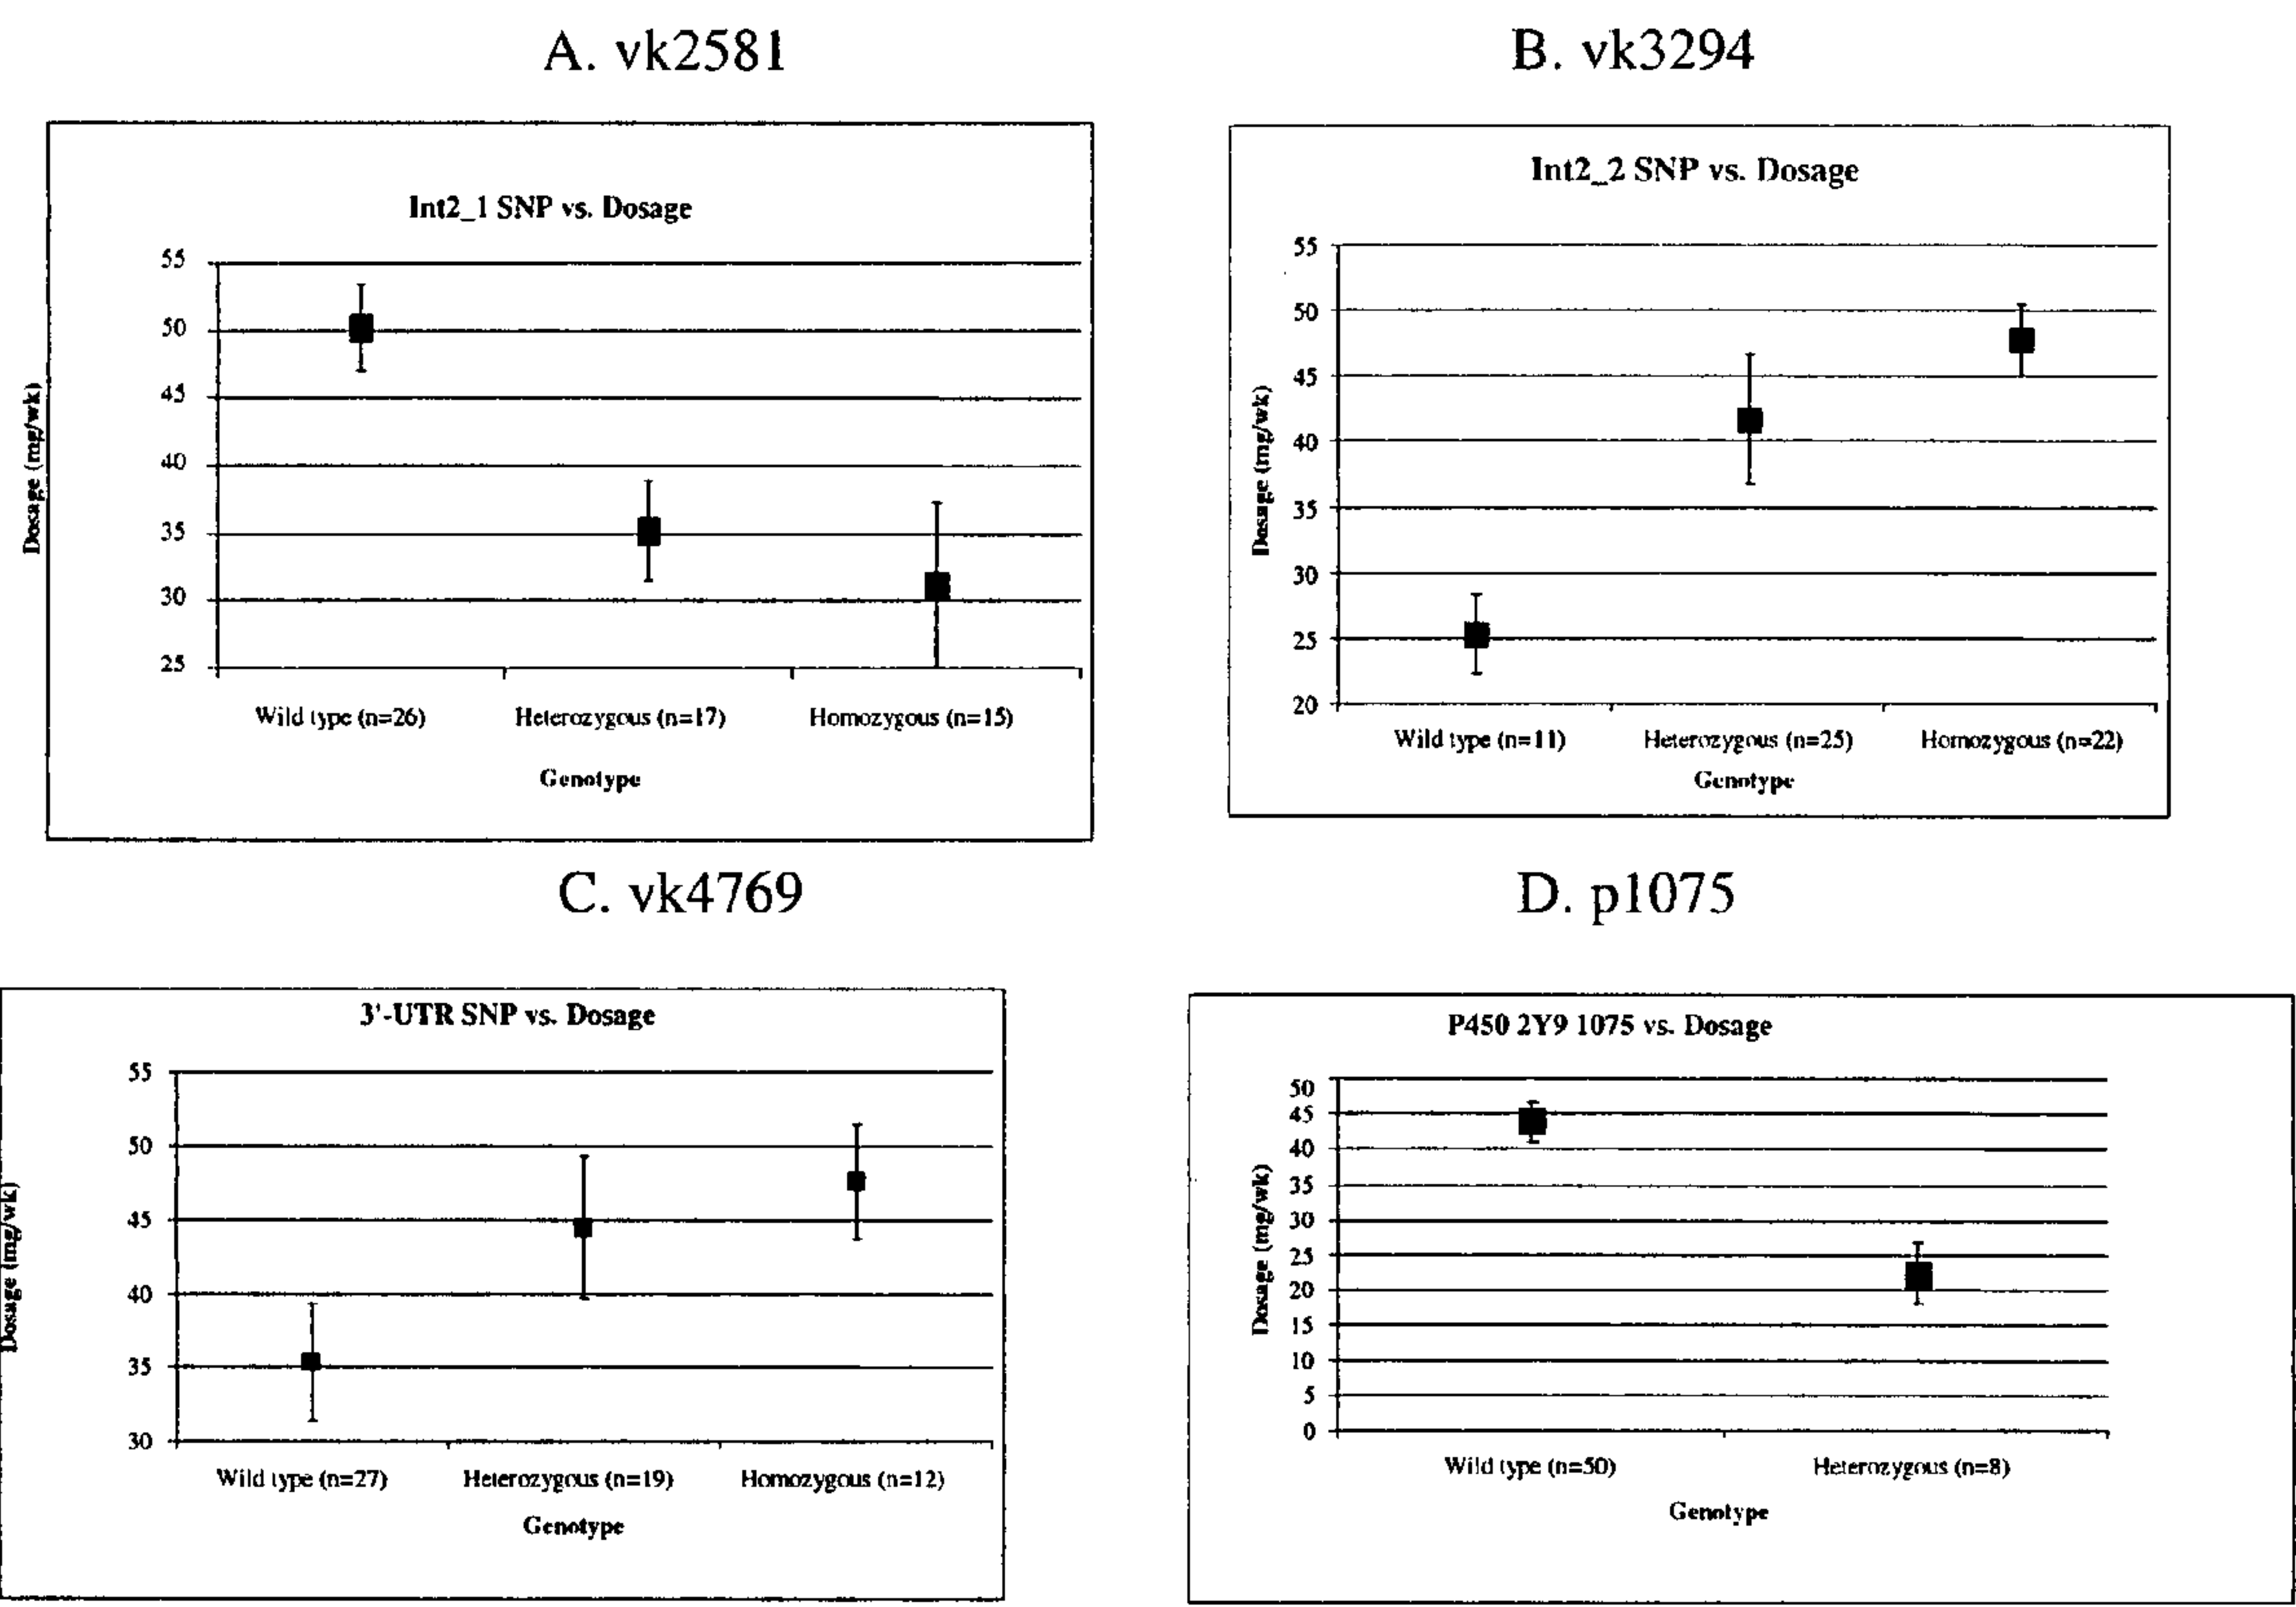 A. vk2581
Int2_1 SNP vs. Dosage
55
50
45
40
35
30
25
Dosage (mg/wk)
Wild type (n=26) Heterozygous (n=17) Homozygous (n=15)
Genotype
B. vk3294
Int2_2 SNP vs. Dosage
55
50
45
40
35
30
25
20
Dosage (mg/wk)
Wild type (n=11) Heterozygous (n=25) Homozygous (n=22)
Genotype
C. vk4769
3'-UTR SNP vs. Dosage
55
50
45
40
35
30
Dosage (mg/wk)
Wild type (n=27) Heterozygous (n=19) Homozygous (n=12)
Genotype
D. p1075
P450 2Y9 1075 vs. Dosage
50
45
40
35
30
25
20
15
10
5
0
Dosage (mg/wk)
Wild type (n=50) Heterozygous (n=8)
Genotype